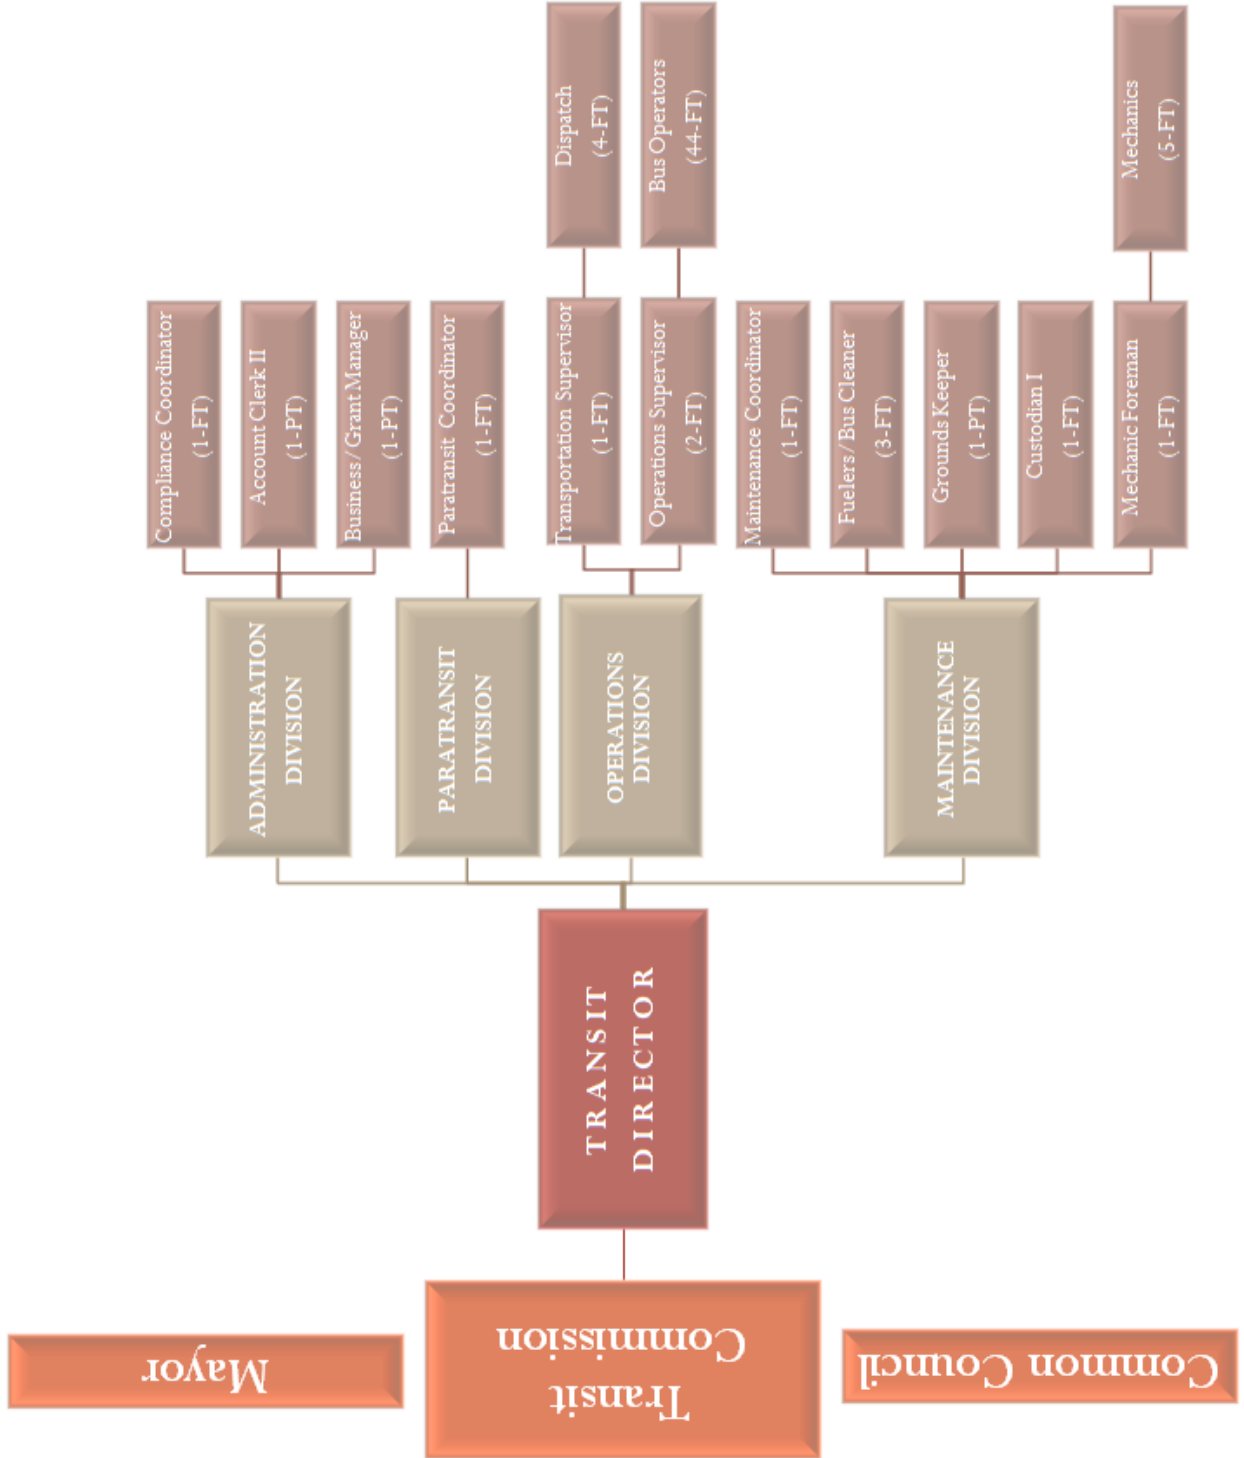 Mayor
Transit
Commission
Common Council
TRANSIT
DIRECTOR
ADMINISTRATION
DIVISION
Compliance Coordinator
(1-FT)
Account Clerk II
(1-PT)
Business/Grant Manager
(1-PT)
PARATRANSIT
DIVISION
Paratransit Coordinator
(1-FT)
OPERATIONS
DIVISION
Transportation Supervisor
(1-FT)
Dispatch
(4-FT)
Operations Supervisor
(2-FT)
Bus Operators
(44-FT)
MAINTENANCE
DIVISION
Maintenance Coordinator
(1-FT)
Fuelers/Bus Cleaner
(3-FT)
Grounds Keeper
(1-PT)
Custodian I
(1-FT)
Mechanic Foreman
(1-FT)
Mechanics
(5-FT)